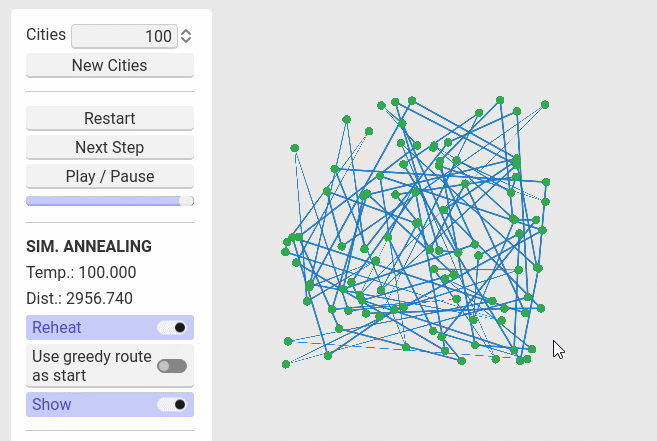 Cities 100
New Cities
Restart
Next Step
Play / Pause
SIM. ANNEALING
Temp.: 100.000
Dist.: 2956.740
Reheat
Use greedy route
as start
Show